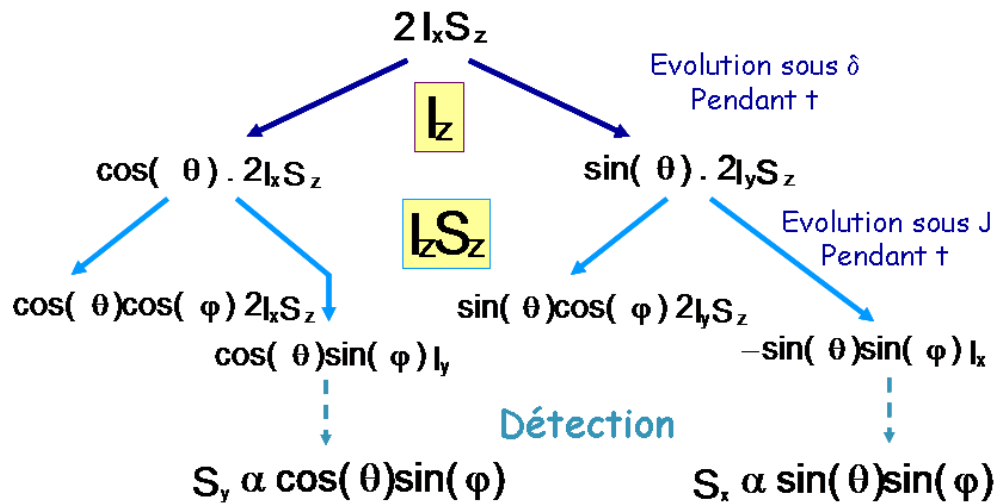 2IxSz
Evolution sous δ
Pendant t
Iz
cos( θ) . 2IxSz
sin( θ) . 2IySz
IzSz
Evolution sous J
Pendant t
cos( θ)cos( φ) 2IxSz
sin( θ)cos( φ) 2IySz
cos( θ)sin( φ) Iy
−sin( θ)sin( φ) Ix
Détection
Sy α cos( θ)sin( φ)
Sx α sin( θ)sin( φ)